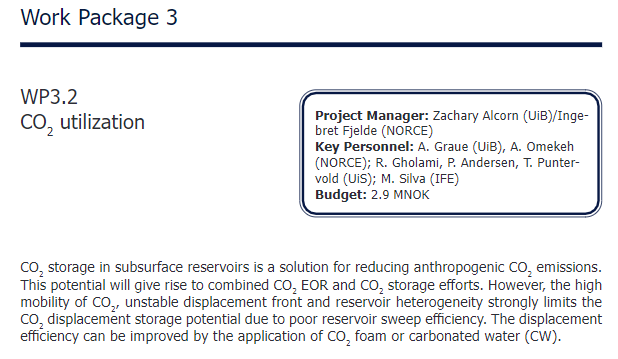 Work Package 3
WP3.2
CO₂ utilization
Project Manager: Zachary Alcorn (UiB)/Inge-
bret Fjelde (NORCE)
Key Personnel: A. Graue (UiB), A. Omekeh
(NORCE); R. Gholami, P. Andersen, T. Punter-
vold (UiS); M. Silva (IFE)
Budget: 2.9 MNOK
CO₂ storage in subsurface reservoirs is a solution for reducing anthropogenic CO₂ emissions.
This potential will give rise to combined CO₂ EOR and CO₂ storage efforts. However, the high
mobility of CO₂, unstable displacement front and reservoir heterogeneity strongly limits the
CO₂ displacement storage potential due to poor reservoir sweep efficiency. The displacement
efficiency can be improved by the application of CO₂ foam or carbonated water (CW).